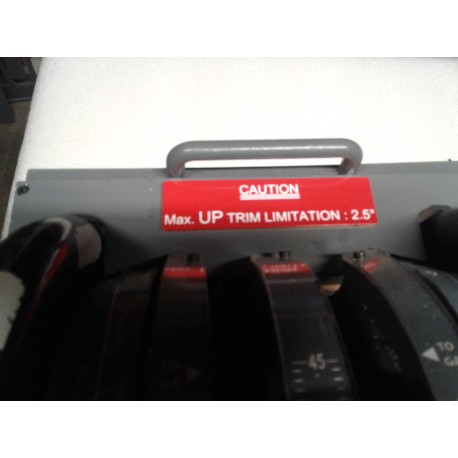 CAUTION
Max. UP TRIM LIMITATION : 2.5°
45
TO